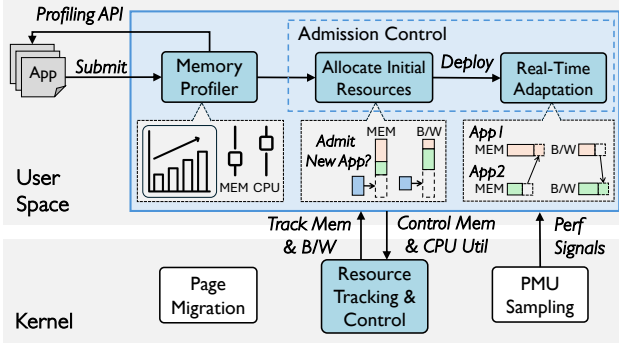 Profiling API
App
Submit
Memory
Profiler
Admission Control
Allocate Initial
Resources
Deploy
Real-Time
Adaptation
MEM CPU
Admit
New App?
MEM
B/W
App1
MEM
B/W
App2
MEM
B/W
User
Space
Track Mem
& B/W
Control Mem
& CPU Util
Perf
Signals
Kernel
Page
Migration
Resource
Tracking &
Control
PMU
Sampling